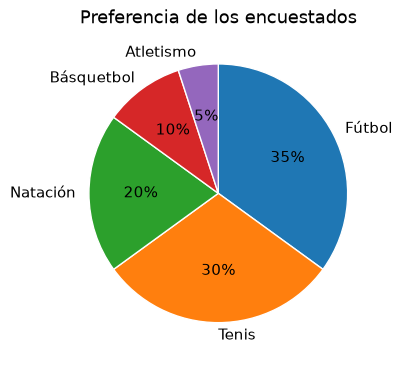 Preferencia de los encuestados
Atletismo
Básquetbol
5%
Fútbol
10%
35%
Natación
20%
30%
Tenis